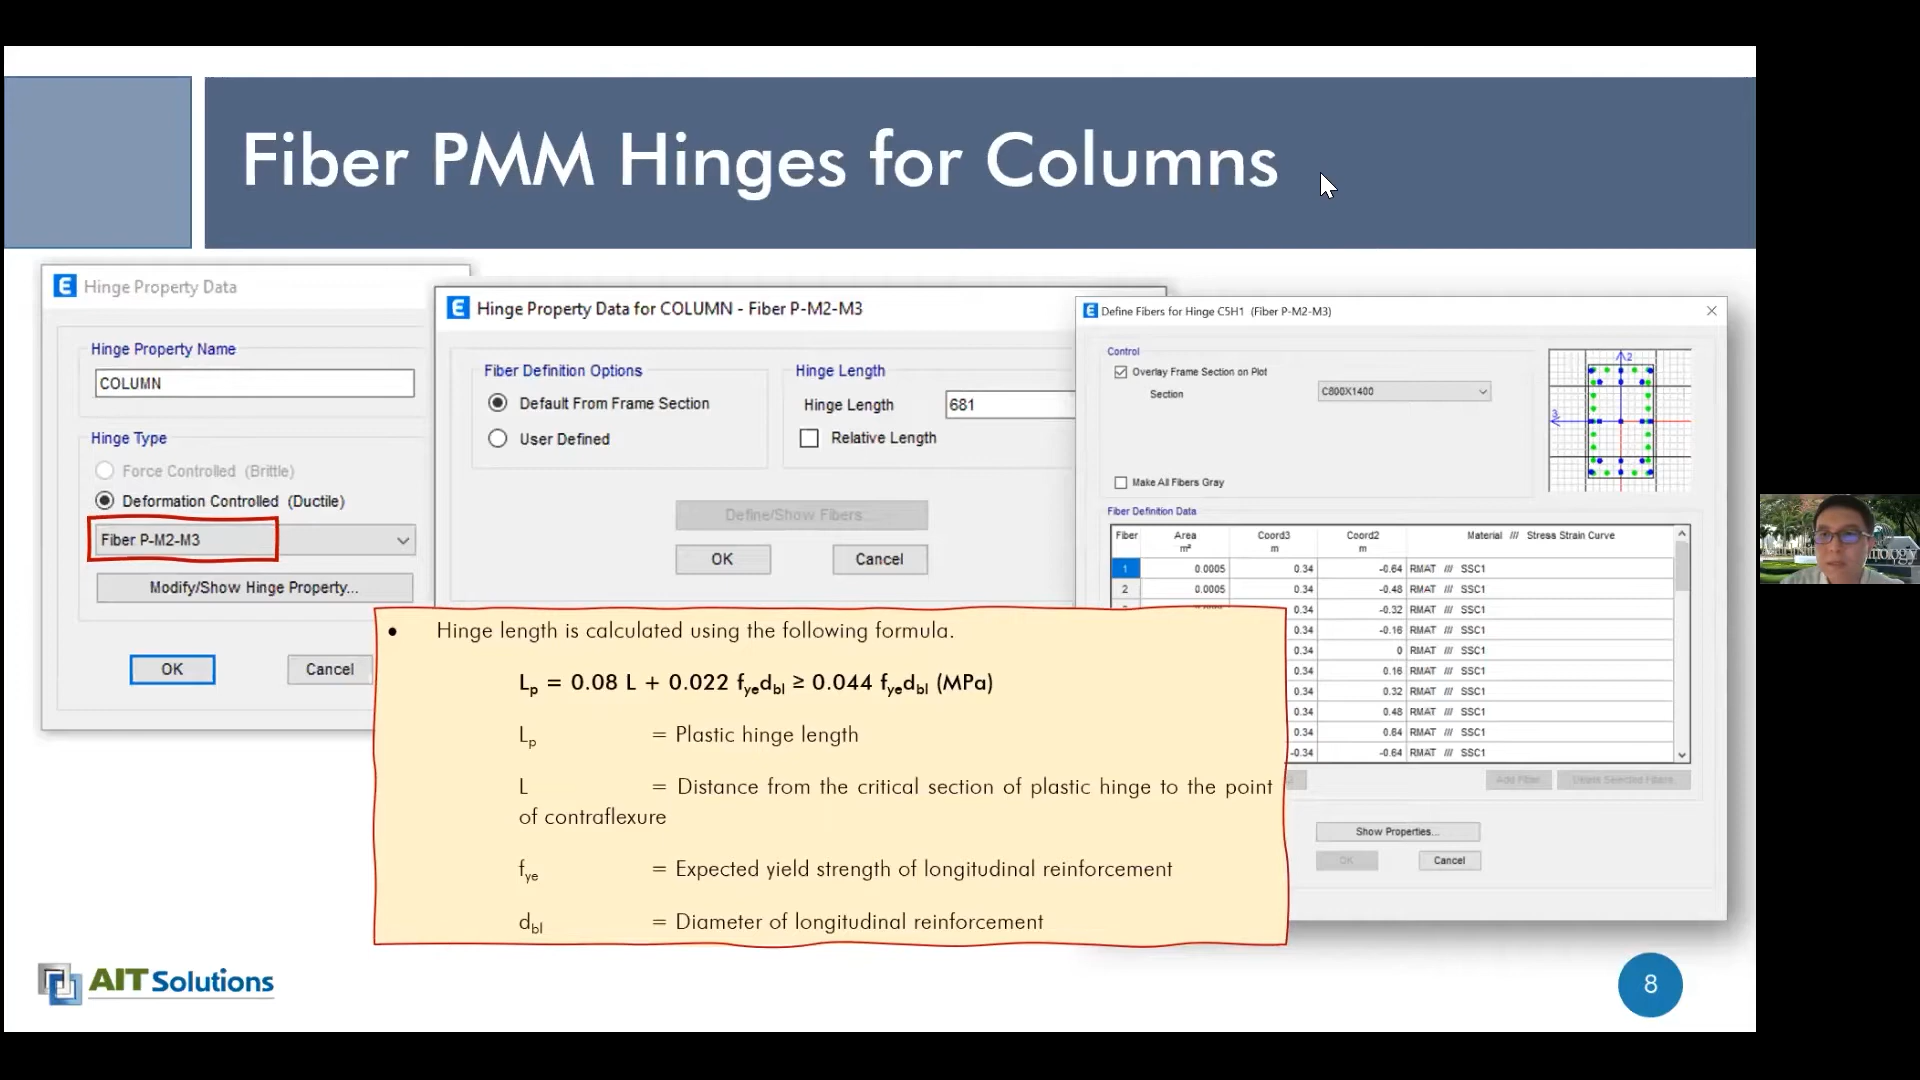 Fiber PMM Hinges for Columns
Hinge Property Data
Hinge Property Name
COLUMN
Hinge Type
Force Controlled (Brittle)
Deformation Controlled (Ductile)
Fiber P-M2-M3
Modify/Show Hinge Property...
OK
Cancel
Hinge Property Data for COLUMN - Fiber P-M2-M3
Fiber Definition Options
Default From Frame Section
User Defined
Hinge Length
Hinge Length
681
Relative Length
Define/Show Fibers...
OK
Cancel
Define Fibers for Hinge C5H1 (Fiber P-M2-M3)
Control
Overlay Frame Section on Plot
Section
C800X1400
Make All Fibers Gray
2
3
Fiber Definition Data
Fiber Area Coord3 Coord2 Material /// Stress Strain Curve
m² m m
1 0.0005 0.34 -0.64 RMAT /// SSC1
2 0.0005 0.34 -0.48 RMAT /// SSC1
0.34 -0.32 RMAT /// SSC1
0.34 -0.16 RMAT /// SSC1
0.34 0 RMAT /// SSC1
0.34 0.16 RMAT /// SSC1
0.34 0.32 RMAT /// SSC1
0.34 0.48 RMAT /// SSC1
0.34 0.64 RMAT /// SSC1
-0.34 -0.64 RMAT /// SSC1
Add Fiber
Delete Selected Fibers
Show Properties...
OK
Cancel
• Hinge length is calculated using the following formula.
Lp = 0.08 L + 0.022 fyedbl ≥ 0.044 fyedbl (MPa)
Lp = Plastic hinge length
L = Distance from the critical section of plastic hinge to the point
of contraflexure
fye = Expected yield strength of longitudinal reinforcement
dbl = Diameter of longitudinal reinforcement
AIT Solutions
8